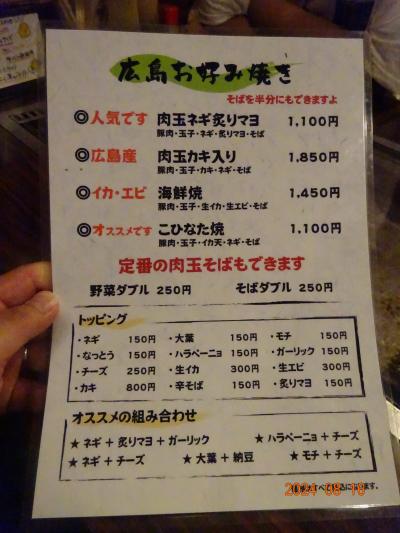 広島お好み焼き
そばを半分にもできますよ
◎人気です 肉玉ネギ炙りマヨ 1,100円
豚肉・玉子・ネギ・炙りマヨ・そば
◎広島産 肉玉カキ入り 1,850円
豚肉・玉子・カキ・ネギ・そば
◎イカ・エビ 海鮮焼 1,450円
豚肉・玉子・生イカ・生エビ・そば
◎オススメです こひなた焼 1,100円
豚肉・玉子・イカ天・ネギ・そば
定番の肉玉そばもできます
野菜ダブル 250円 そばダブル 250円
トッピング
・ネギ 150円 ・大葉 150円 ・モチ 150円
・なっとう 150円 ・ハラペーニョ 150円 ・ガーリック 150円
・チーズ 250円 ・生イカ 300円 ・生エビ 300円
・カキ 800円 ・辛そば 150円 ・炙りマヨ 150円
オススメの組み合わせ
★ ネギ + 炙りマヨ + ガーリック ★ ハラペーニョ + チーズ
★ ネギ + チーズ ★ 大葉 + 納豆 ★ モチ + チーズ
すべて税込になります。